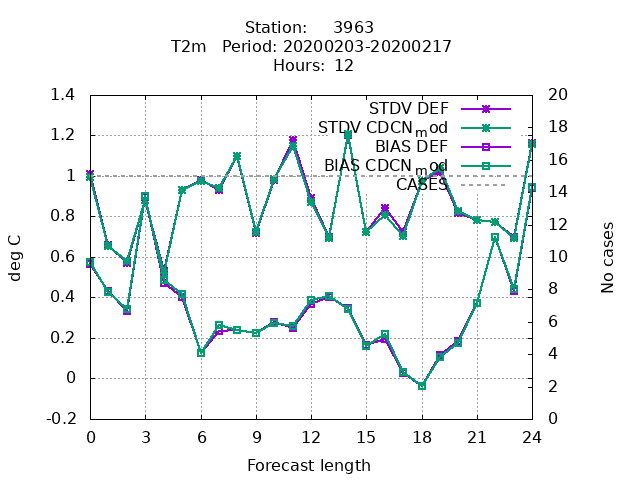 Station: 3963
T2m Period: 20200203-20200217
Hours: 12
1.4
1.2
1
0.8
0.6
0.4
0.2
0
-0.2
20
18
16
14
12
10
8
6
4
2
0
STDV DEF
STDV CDCN_mod
BIAS DEF
BIAS CDCN_mod
CASES
deg C
No cases
0 3 6 9 12 15 18 21 24
Forecast length